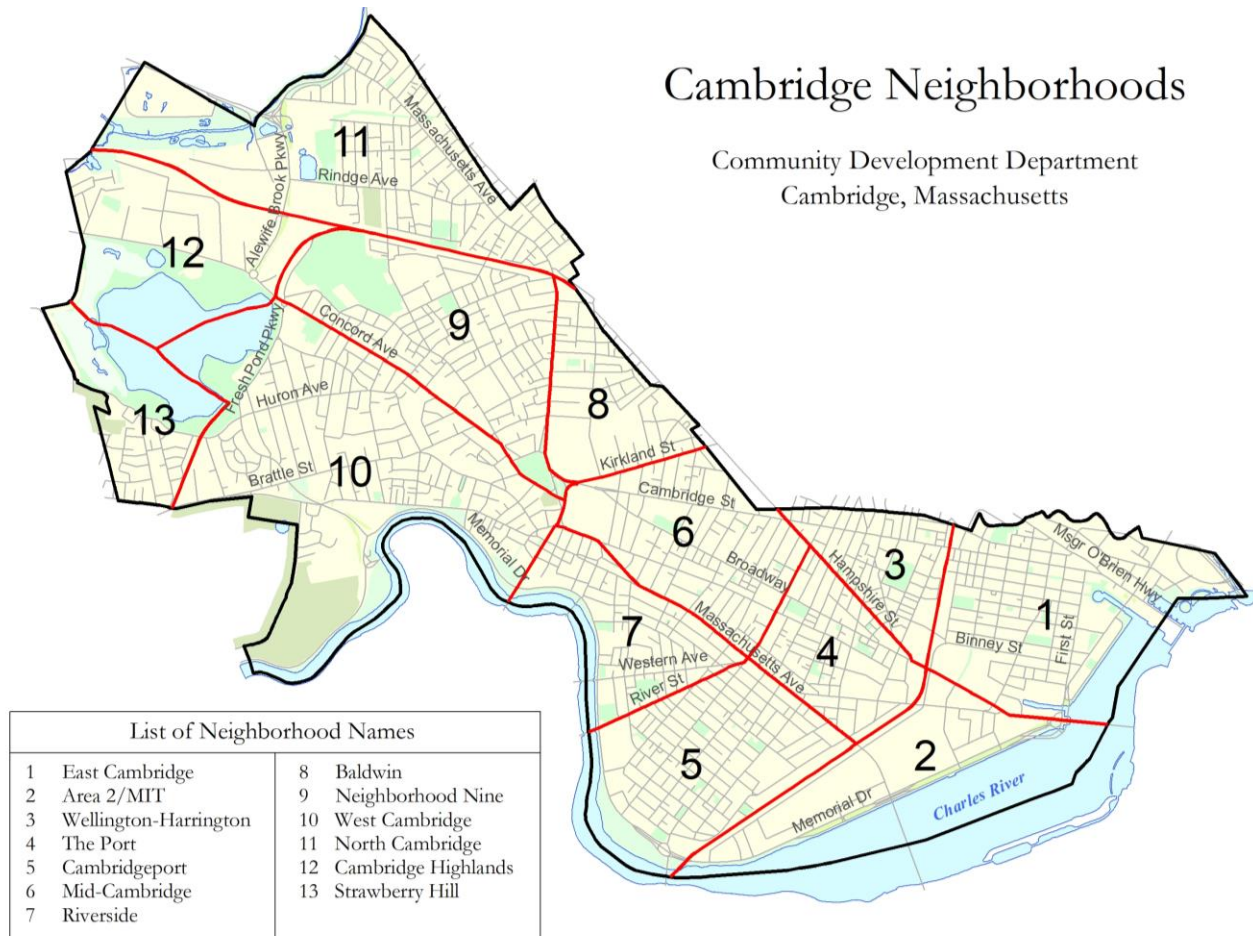 Cambridge Neighborhoods
Community Development Department
Cambridge, Massachusetts
11
Massachusetts Ave
Rindge Ave
Alewife Brook Pkwy
12
9
Concord Ave
Fresh Pond Pkwy
Huron Ave
8
13
Kirkland St
Brattle St
10
Cambridge St
6
Memorial Dr
Broadway
Hampshire St
3
Msgr O'Brien Hwy
1
First St
Binney St
7
Massachusetts Ave
4
Western Ave
River St
5
2
Memorial Dr
Charles River
List of Neighborhood Names
1 East Cambridge
2 Area 2/MIT
3 Wellington-Harrington
4 The Port
5 Cambridgeport
6 Mid-Cambridge
7 Riverside
8 Baldwin
9 Neighborhood Nine
10 West Cambridge
11 North Cambridge
12 Cambridge Highlands
13 Strawberry Hill